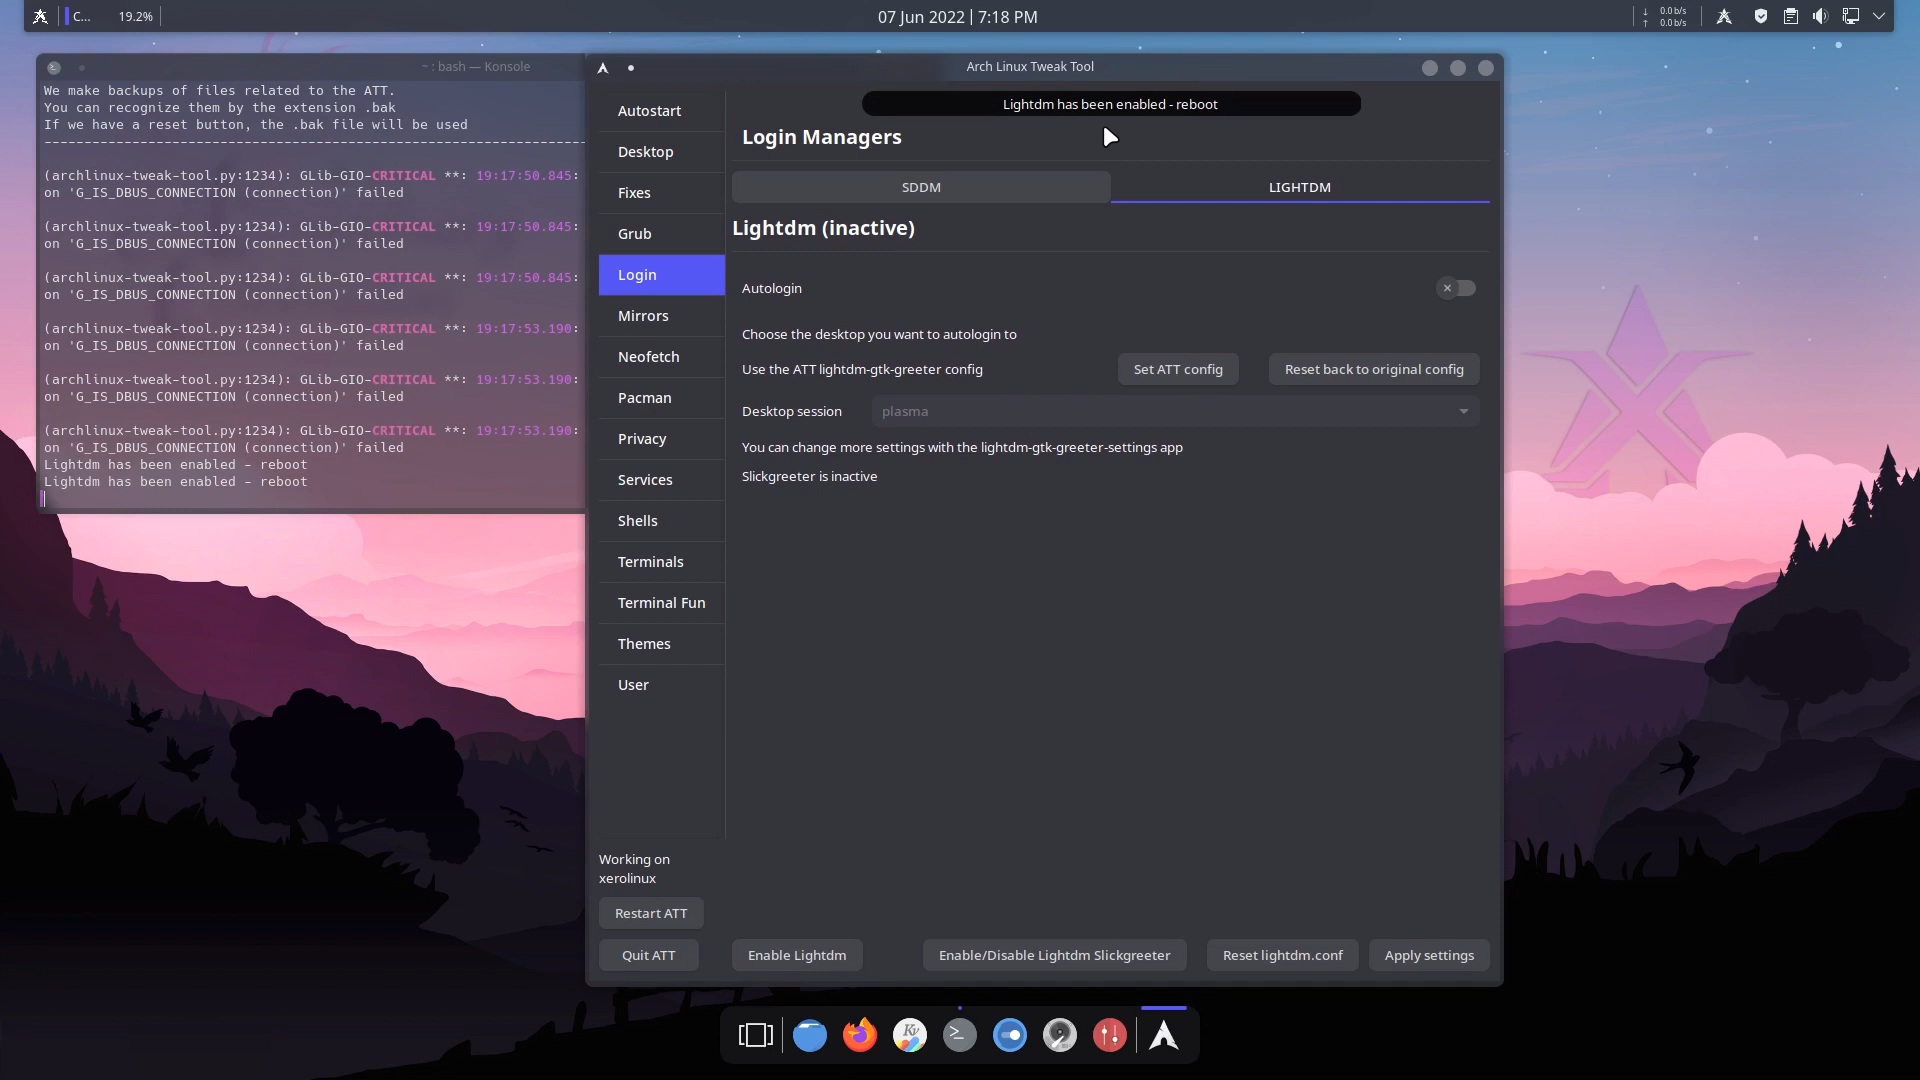 C...
19.2%
07 Jun 2022 | 7:18 PM
↓ 0.0 b/s
↑ 0.0 b/s
~ : bash — Konsole
We make backups of files related to the ATT.
You can recognize them by the extension .bak
If we have a reset button, the .bak file will be used
--------------------------------------------------------------------
(archlinux-tweak-tool.py:1234): GLib-GIO-CRITICAL **: 19:17:50.845:
on 'G_IS_DBUS_CONNECTION (connection)' failed
(archlinux-tweak-tool.py:1234): GLib-GIO-CRITICAL **: 19:17:50.845:
on 'G_IS_DBUS_CONNECTION (connection)' failed
(archlinux-tweak-tool.py:1234): GLib-GIO-CRITICAL **: 19:17:50.845:
on 'G_IS_DBUS_CONNECTION (connection)' failed
(archlinux-tweak-tool.py:1234): GLib-GIO-CRITICAL **: 19:17:53.190:
on 'G_IS_DBUS_CONNECTION (connection)' failed
(archlinux-tweak-tool.py:1234): GLib-GIO-CRITICAL **: 19:17:53.190:
on 'G_IS_DBUS_CONNECTION (connection)' failed
(archlinux-tweak-tool.py:1234): GLib-GIO-CRITICAL **: 19:17:53.190:
on 'G_IS_DBUS_CONNECTION (connection)' failed
Lightdm has been enabled - reboot
Lightdm has been enabled - reboot
Arch Linux Tweak Tool
Autostart
Desktop
Fixes
Grub
Login
Mirrors
Neofetch
Pacman
Privacy
Services
Shells
Terminals
Terminal Fun
Themes
User
Working on
xerolinux
Restart ATT
Quit ATT
Lightdm has been enabled - reboot
Login Managers
SDDM
LIGHTDM
Lightdm (inactive)
Autologin
Choose the desktop you want to autologin to
Use the ATT lightdm-gtk-greeter config
Set ATT config
Reset back to original config
Desktop session
plasma
You can change more settings with the lightdm-gtk-greeter-settings app
Slickgreeter is inactive
Enable Lightdm
Enable/Disable Lightdm Slickgreeter
Reset lightdm.conf
Apply settings
Kv